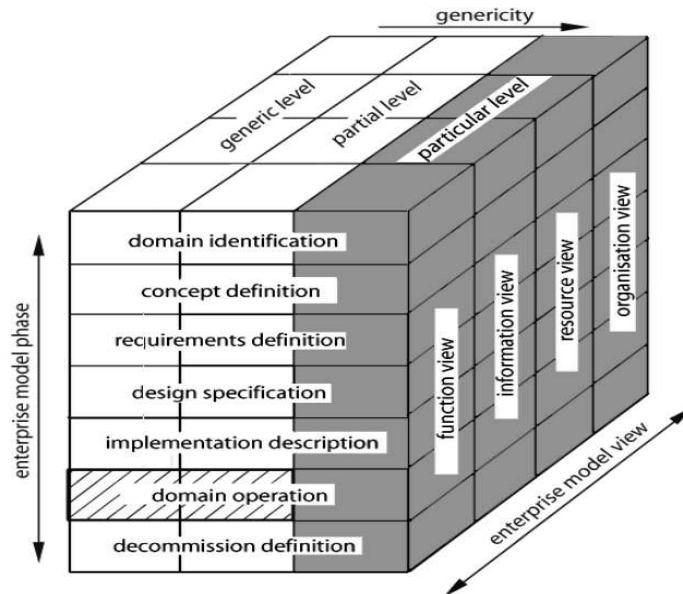 genericity
generic level
partial level
particular level
enterprise model phase
domain identification
concept definition
requirements definition
design specification
implementation description
domain operation
decommission definition
function view
information view
resource view
organisation view
enterprise model view